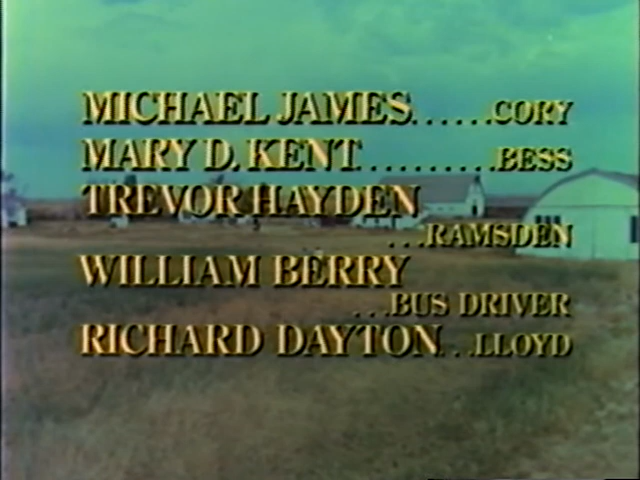 MICHAEL JAMES......CORY
MARY D. KENT.........BESS
TREVOR HAYDEN
...RAMSDEN
WILLIAM BERRY
...BUS DRIVER
RICHARD DAYTON...LLOYD